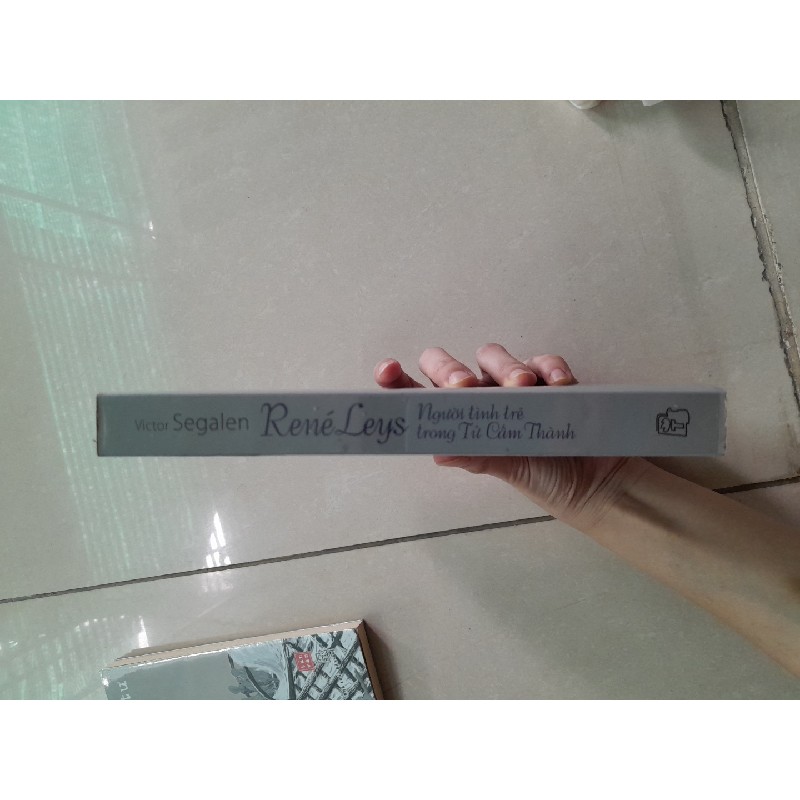 Victor Segalen René Leys
Người tình trẻ
trong Tử Cấm Thành